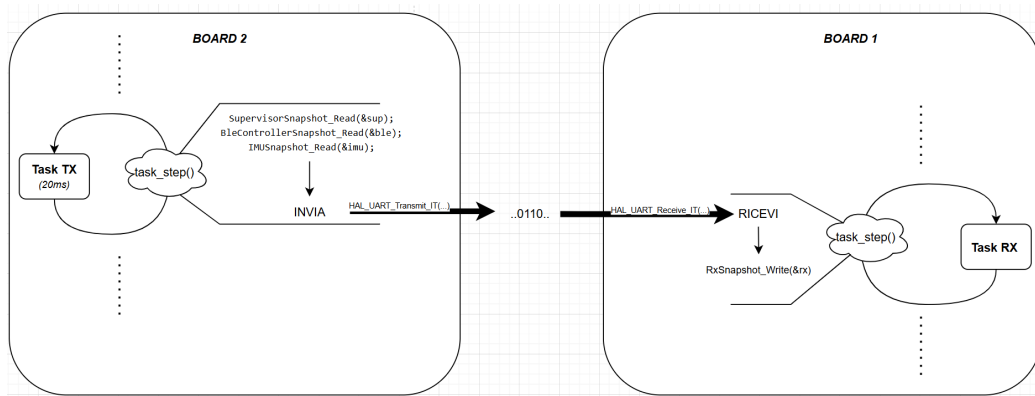 BOARD 2
SupervisorSnapshot_Read(&sup);
BleControllerSnapshot_Read(&ble);
IMUSnapshot_Read(&imu);
Task TX
(20ms)
task_step()
INVIA
HAL_UART_Transmit_IT(...)
..0110..
BOARD 1
HAL_UART_Receive_IT(...)
RICEVI
RxSnapshot_Write(&rx)
task_step()
Task RX